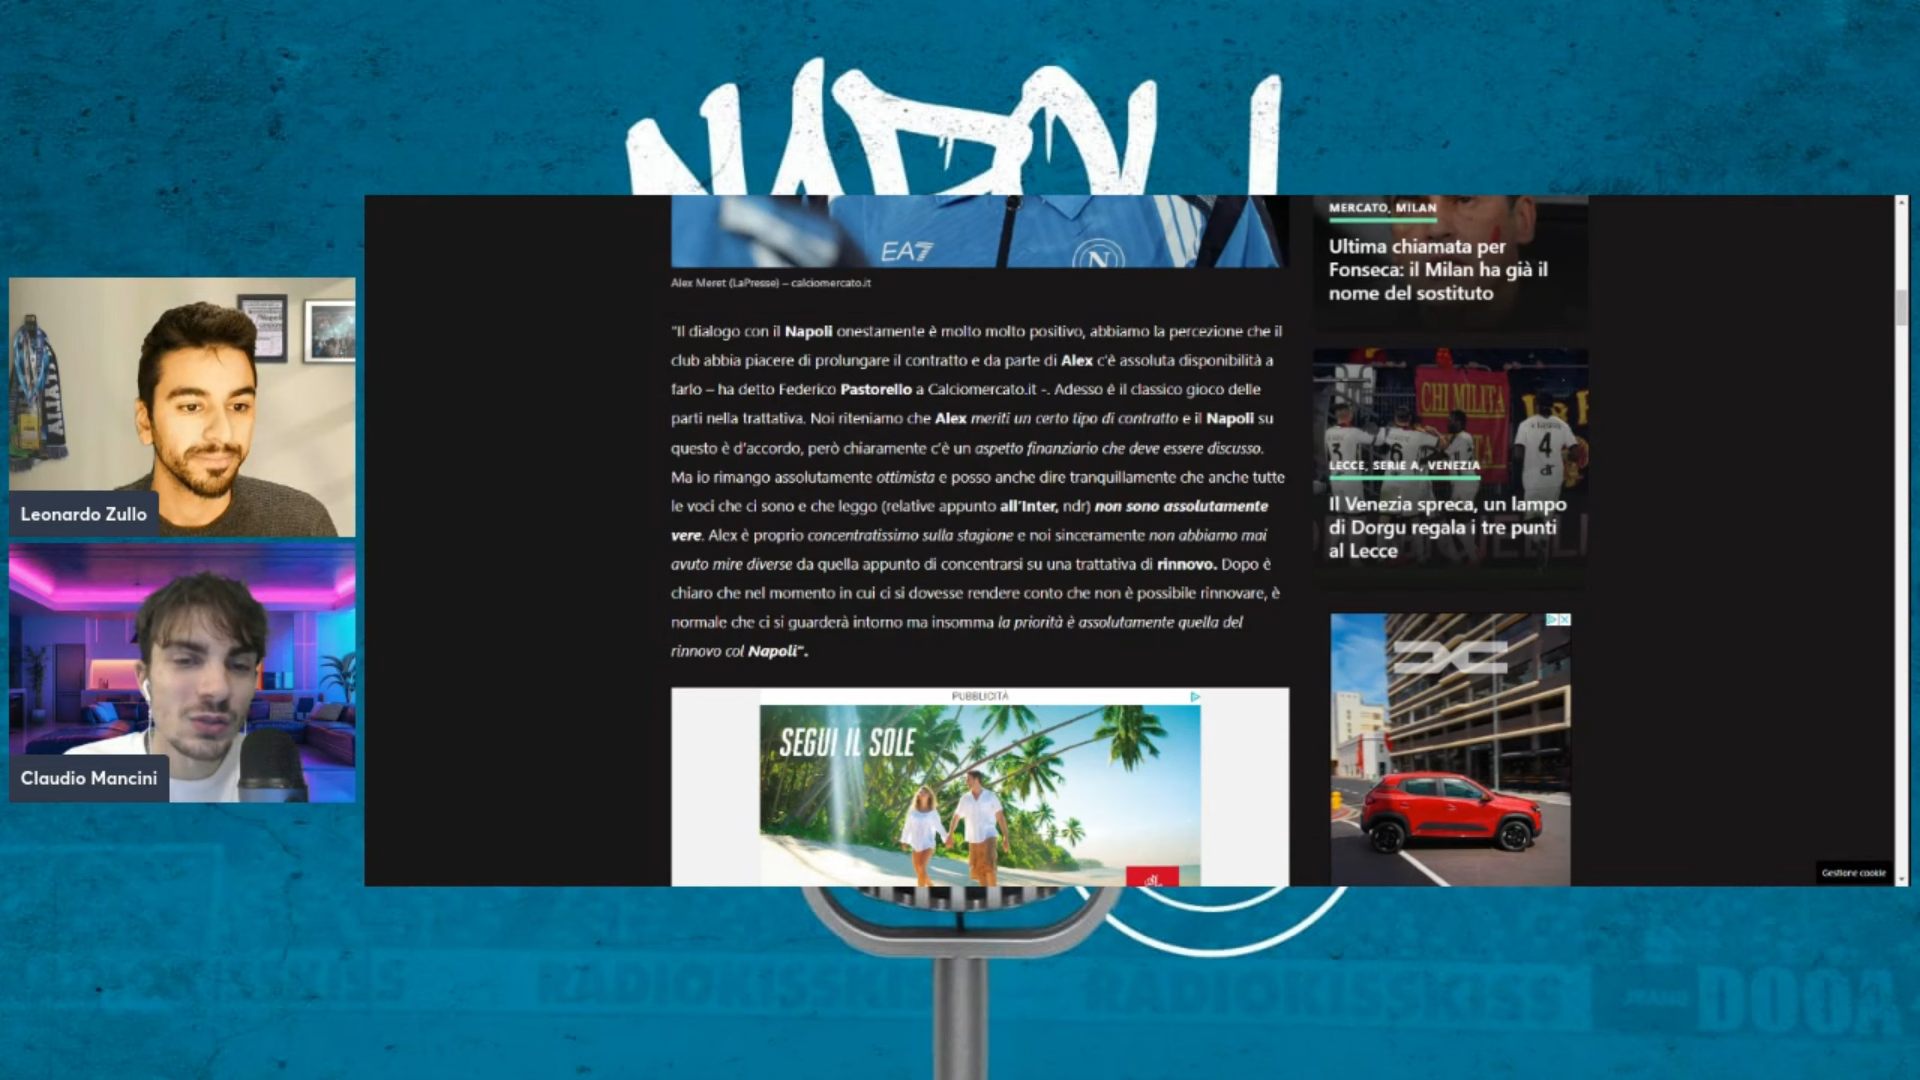 NAPOLI
EA7
N
Alex Meret (LaPresse) – calciomercato.it
"Il dialogo con il Napoli onestamente è molto molto positivo, abbiamo la percezione che il
club abbia piacere di prolungare il contratto e da parte di Alex c'è assoluta disponibilità a
farlo – ha detto Federico Pastorello a Calciomercato.it -. Adesso è il classico gioco delle
parti nella trattativa. Noi riteniamo che Alex meriti un certo tipo di contratto e il Napoli su
questo è d'accordo, però chiaramente c'è un aspetto finanziario che deve essere discusso.
Ma io rimango assolutamente ottimista e posso anche dire tranquillamente che anche tutte
le voci che ci sono e che leggo (relative appunto all'Inter, ndr) non sono assolutamente
vere. Alex è proprio concentratissimo sulla stagione e noi sinceramente non abbiamo mai
avuto mire diverse da quella appunto di concentrarsi su una trattativa di rinnovo. Dopo è
chiaro che nel momento in cui ci si dovesse rendere conto che non è possibile rinnovare, è
normale che ci si guarderà intorno ma insomma la priorità è assolutamente quella del
rinnovo col Napoli".
PUBBLICITÀ
SEGUI IL SOLE
MERCATO, MILAN
Ultima chiamata per
Fonseca: il Milan ha già il
nome del sostituto
CHI MILITA
4
LECCE, SERIE A, VENEZIA
Il Venezia spreca, un lampo
di Dorgu regala i tre punti
al Lecce
Gestione cookie
Leonardo Zullo
Claudio Mancini
RADIOKISSKISS
RADIOKISSKISS
DOOA